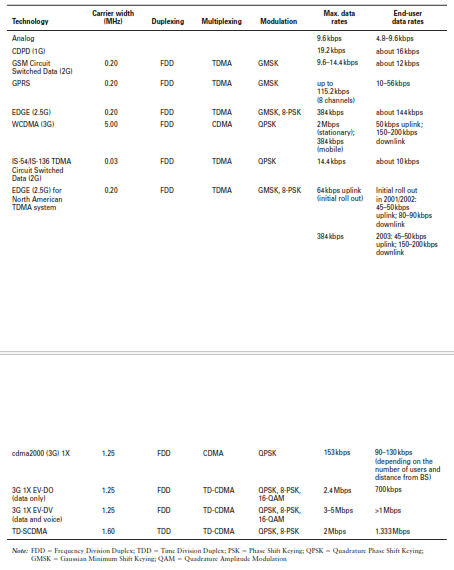 Technology Carrier width (MHz) Duplexing Multiplexing Modulation Max. data rates End-user data rates
Analog 9.6kbps 4.8–9.6kbps
CDPD (1G) 19.2kbps about 16kbps
GSM Circuit Switched Data (2G) 0.20 FDD TDMA GMSK 9.6–14.4kbps about 12kbps
GPRS 0.20 FDD TDMA GMSK up to 115.2kbps (8 channels) 10–56kbps
EDGE (2.5G) 0.20 FDD TDMA GMSK, 8-PSK 384kbps about 144kbps
WCDMA (3G) 5.00 FDD CDMA QPSK 2Mbps (stationary); 384kbps (mobile) 50kbps uplink; 150–200kbps downlink
IS-54/IS-136 TDMA Circuit Switched Data (2G) 0.03 FDD TDMA QPSK 14.4kbps about 10kbps
EDGE (2.5G) for North American TDMA system 0.20 FDD TDMA GMSK, 8-PSK 64kbps uplink (initial roll out) Initial roll out in 2001/2002: 45–50kbps uplink; 80–90kbps downlink
384kbps 2003: 45–50kbps uplink; 150–200kbps downlink
cdma2000 (3G) 1X 1.25 FDD CDMA QPSK 153kbps 90–130kbps (depending on the number of users and distance from BS)
3G 1X EV-DO (data only) 1.25 FDD TD-CDMA QPSK, 8-PSK, 16-QAM 2.4Mbps 700kbps
3G 1X EV-DV (data and voice) 1.25 FDD TD-CDMA QPSK, 8-PSK, 16-QAM 3–5Mbps >1Mbps
TD-SCDMA 1.60 TDD TD-CDMA QPSK, 8-PSK 2Mbps 1.333Mbps
Note: FDD = Frequency Division Duplex; TDD = Time Division Duplex; PSK = Phase Shift Keying; QPSK = Quadrature Phase Shift Keying;
GMSK = Gaussian Minimum Shift Keying; QAM = Quadrature Amplitude Modulation